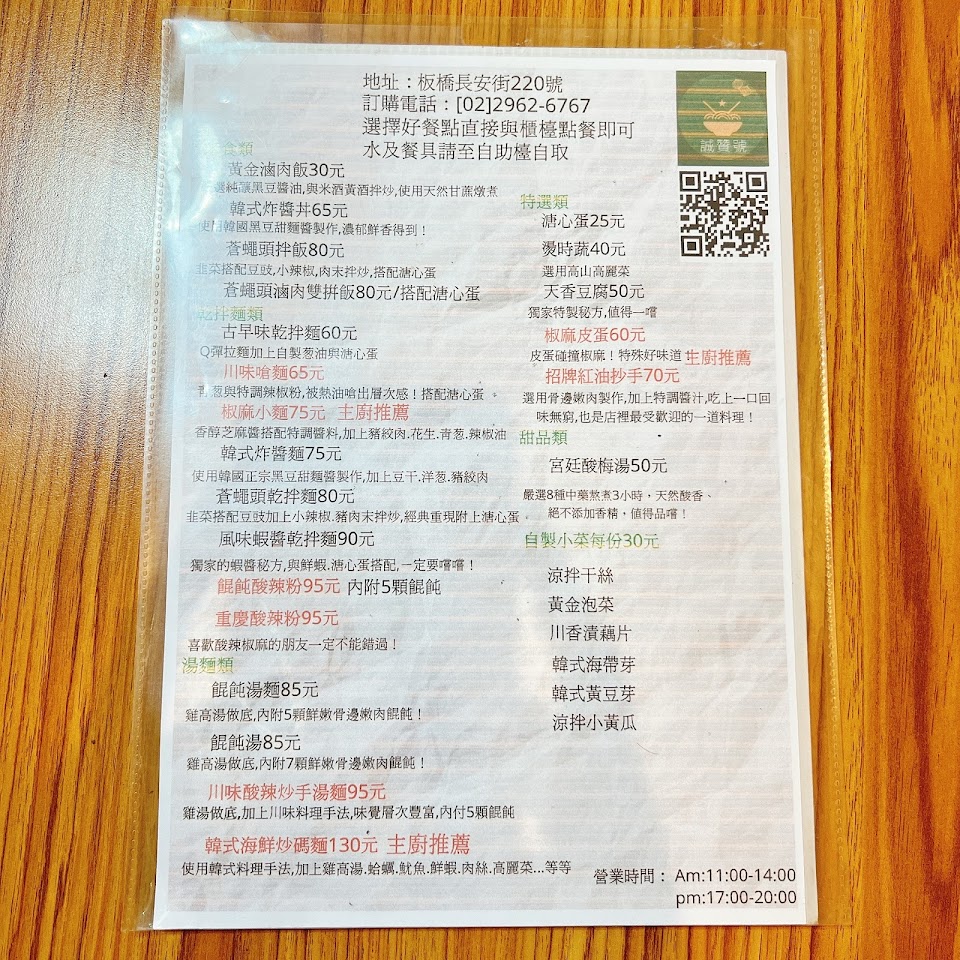 地址：板橋長安街220號
訂購電話：[02]2962-6767
選擇好餐點直接與櫃檯點餐即可
水及餐具請至自助檯自取
誠贊號
食類
黃金滷肉飯30元
選純釀黑豆醬油,與米酒黃酒拌炒,使用天然甘蔗燉煮
韓式炸醬丼65元
使用韓國黑豆甜麵醬製作,濃郁鮮香得到！
蒼蠅頭拌飯80元
韭菜搭配豆豉,小辣椒,肉末拌炒,搭配溏心蛋
蒼蠅頭滷肉雙拼飯80元/搭配溏心蛋
乾拌麵類
古早味乾拌麵60元
Q彈拉麵加上自製葱油與溏心蛋
川味嗆麵65元
葱與特調辣椒粉,被熱油嗆出層次感！搭配溏心蛋。
椒麻小麵75元 主廚推薦
香醇芝麻醬搭配特調醬料,加上豬絞肉.花生.青葱.辣椒油
韓式炸醬麵75元
使用韓國正宗黑豆甜麵醬製作,加上豆干.洋葱.豬絞肉
蒼蠅頭乾拌麵80元
韭菜搭配豆豉加上小辣椒.豬肉末拌炒,經典重現附上溏心蛋
風味蝦醬乾拌麵90元
獨家的蝦醬秘方,與鮮蝦.溏心蛋搭配,一定要嚐嚐！
餛飩酸辣粉95元 內附5顆餛飩
重慶酸辣粉95元
喜歡酸辣椒麻的朋友一定不能錯過！
湯麵類
餛飩湯麵85元
雞高湯做底,內附5顆鮮嫩骨邊嫩肉餛飩！
餛飩湯85元
雞高湯做底,內附7顆鮮嫩骨邊嫩肉餛飩！
川味酸辣炒手湯麵95元
雞湯做底,加上川味料理手法,味覺層次豐富,內付5顆餛飩
韓式海鮮炒碼麵130元 主廚推薦
使用韓式料理手法,加上雞高湯.蛤蠣.魷魚.鮮蝦.肉絲.高麗菜...等等
特選類
溏心蛋25元
燙時蔬40元
選用高山高麗菜
天香豆腐50元
獨家特製秘方,值得一嚐
椒麻皮蛋60元
皮蛋碰撞椒麻！特殊好味道！主廚推薦
招牌紅油抄手70元
選用骨邊嫩肉製作,加上特調醬汁,吃上一口回
味無窮,也是店裡最受歡迎的一道料理！
甜品類
宮廷酸梅湯50元
嚴選8種中藥熬煮3小時，天然酸香、
絕不添加香精，值得品嚐！
自製小菜每份30元
涼拌干絲
黃金泡菜
川香漬藕片
韓式海帶芽
韓式黃豆芽
涼拌小黃瓜
營業時間： Am:11:00-14:00
pm:17:00-20:00